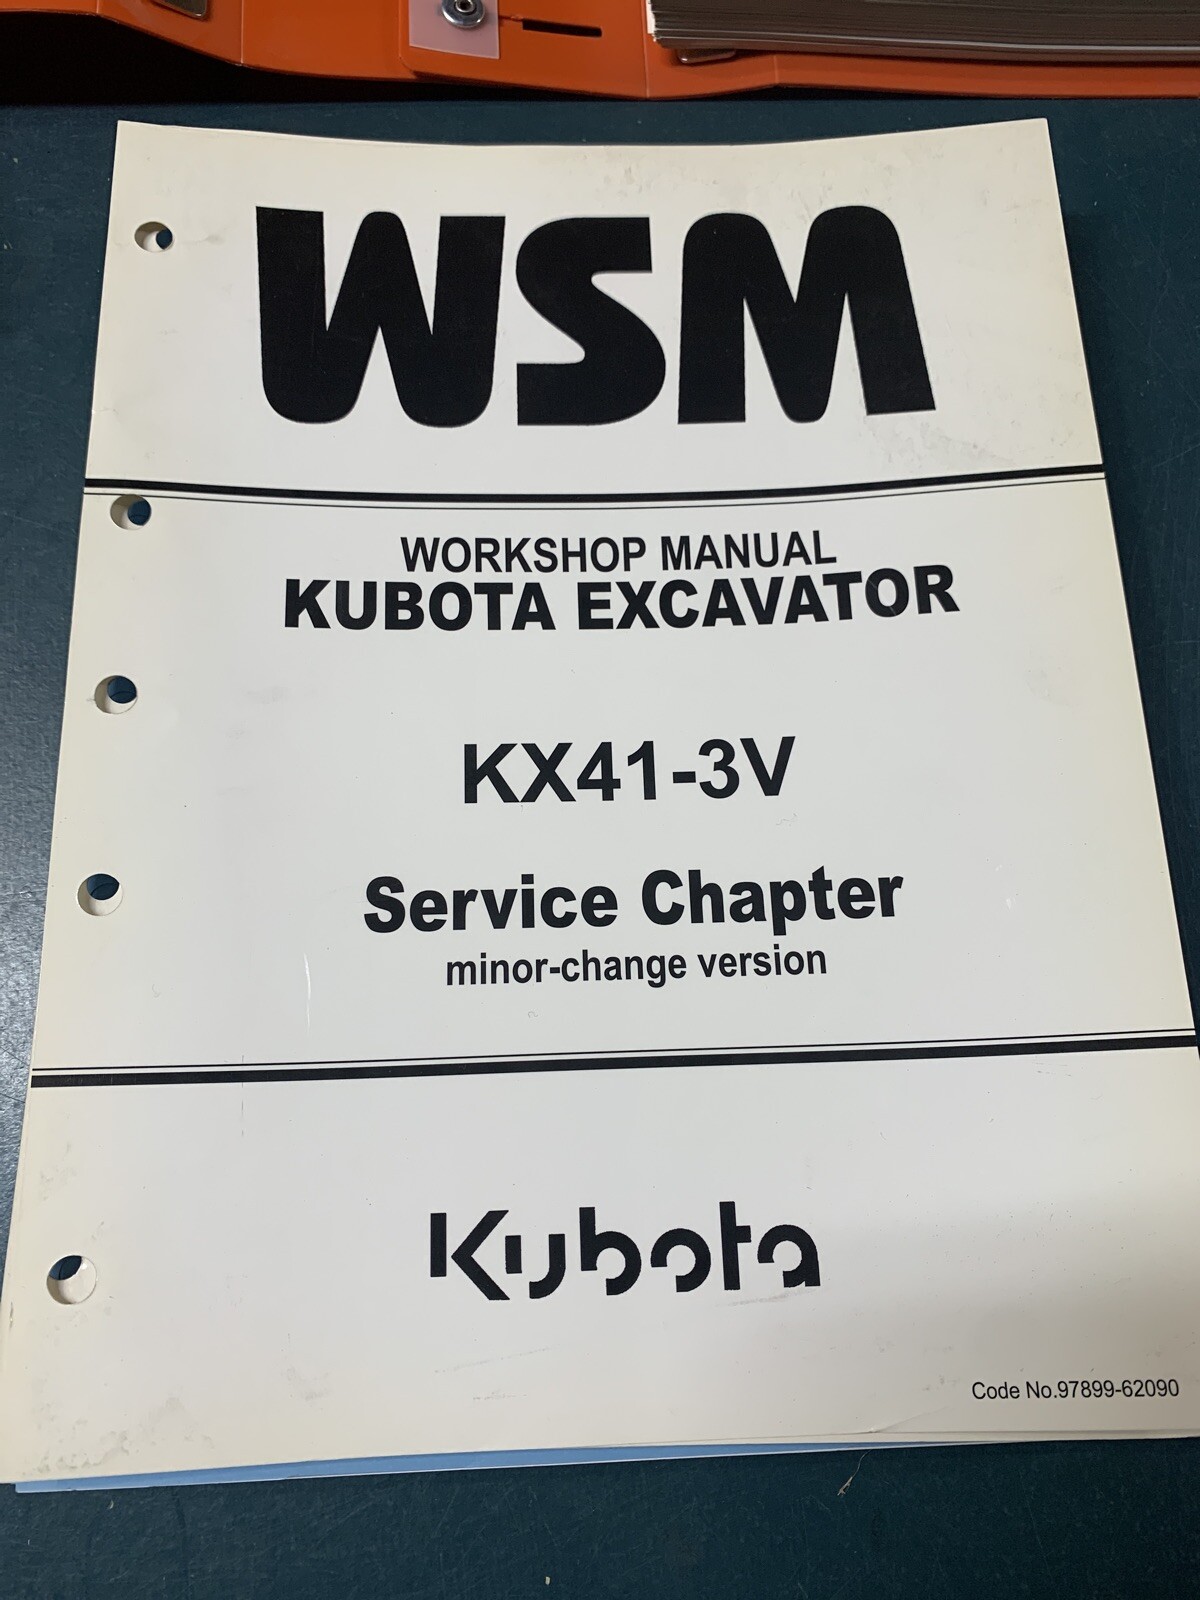 WSM
WORKSHOP MANUAL
KUBOTA EXCAVATOR
KX41-3V
Service Chapter
minor-change version
Kubota
Code No.97899-62090